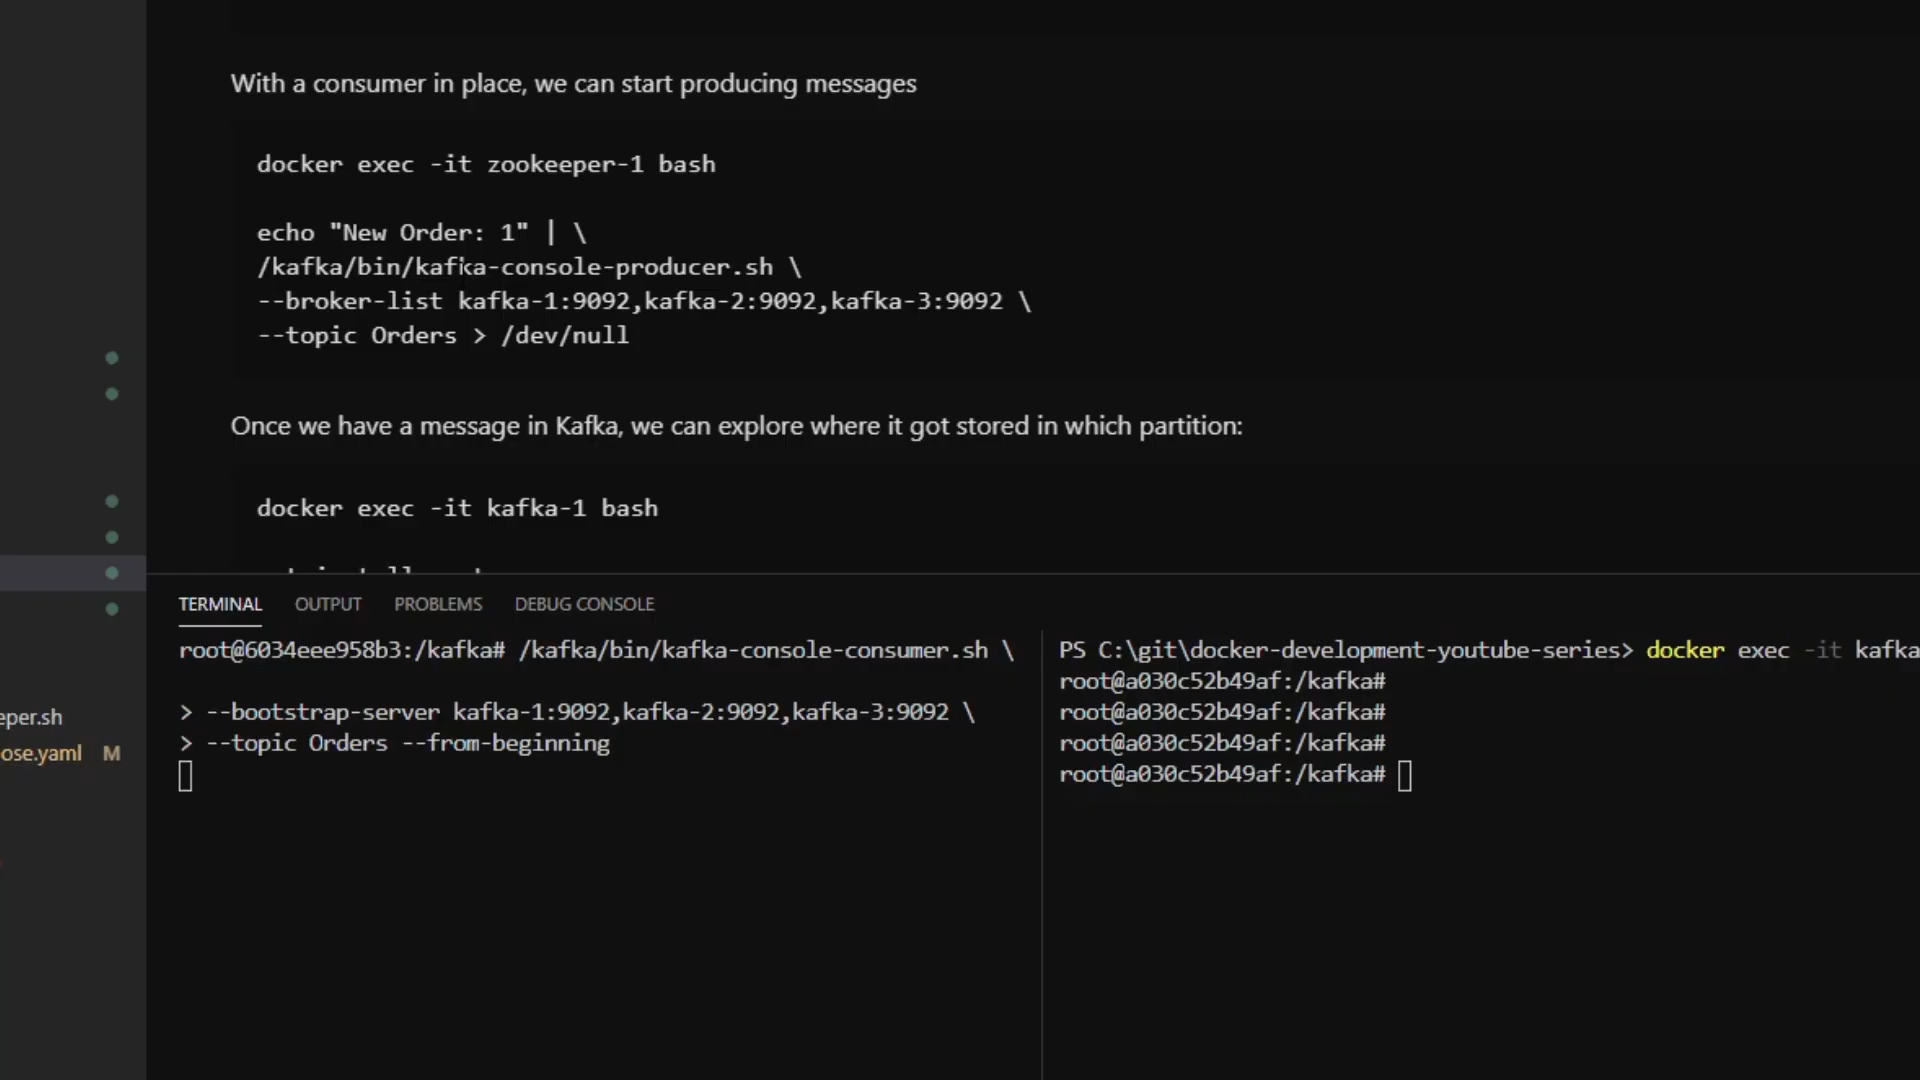 With a consumer in place, we can start producing messages
docker exec -it zookeeper-1 bash
echo "New Order: 1" | \
/kafka/bin/kafka-console-producer.sh \
--broker-list kafka-1:9092,kafka-2:9092,kafka-3:9092 \
--topic Orders > /dev/null
Once we have a message in Kafka, we can explore where it got stored in which partition:
docker exec -it kafka-1 bash
TERMINAL OUTPUT PROBLEMS DEBUG CONSOLE
root@6034eee958b3:/kafka# /kafka/bin/kafka-console-consumer.sh \
> --bootstrap-server kafka-1:9092,kafka-2:9092,kafka-3:9092 \
> --topic Orders --from-beginning
PS C:\git\docker-development-youtube-series> docker exec -it kafka
root@a030c52b49af:/kafka#
root@a030c52b49af:/kafka#
root@a030c52b49af:/kafka#
root@a030c52b49af:/kafka#
eper.sh
ose.yaml M